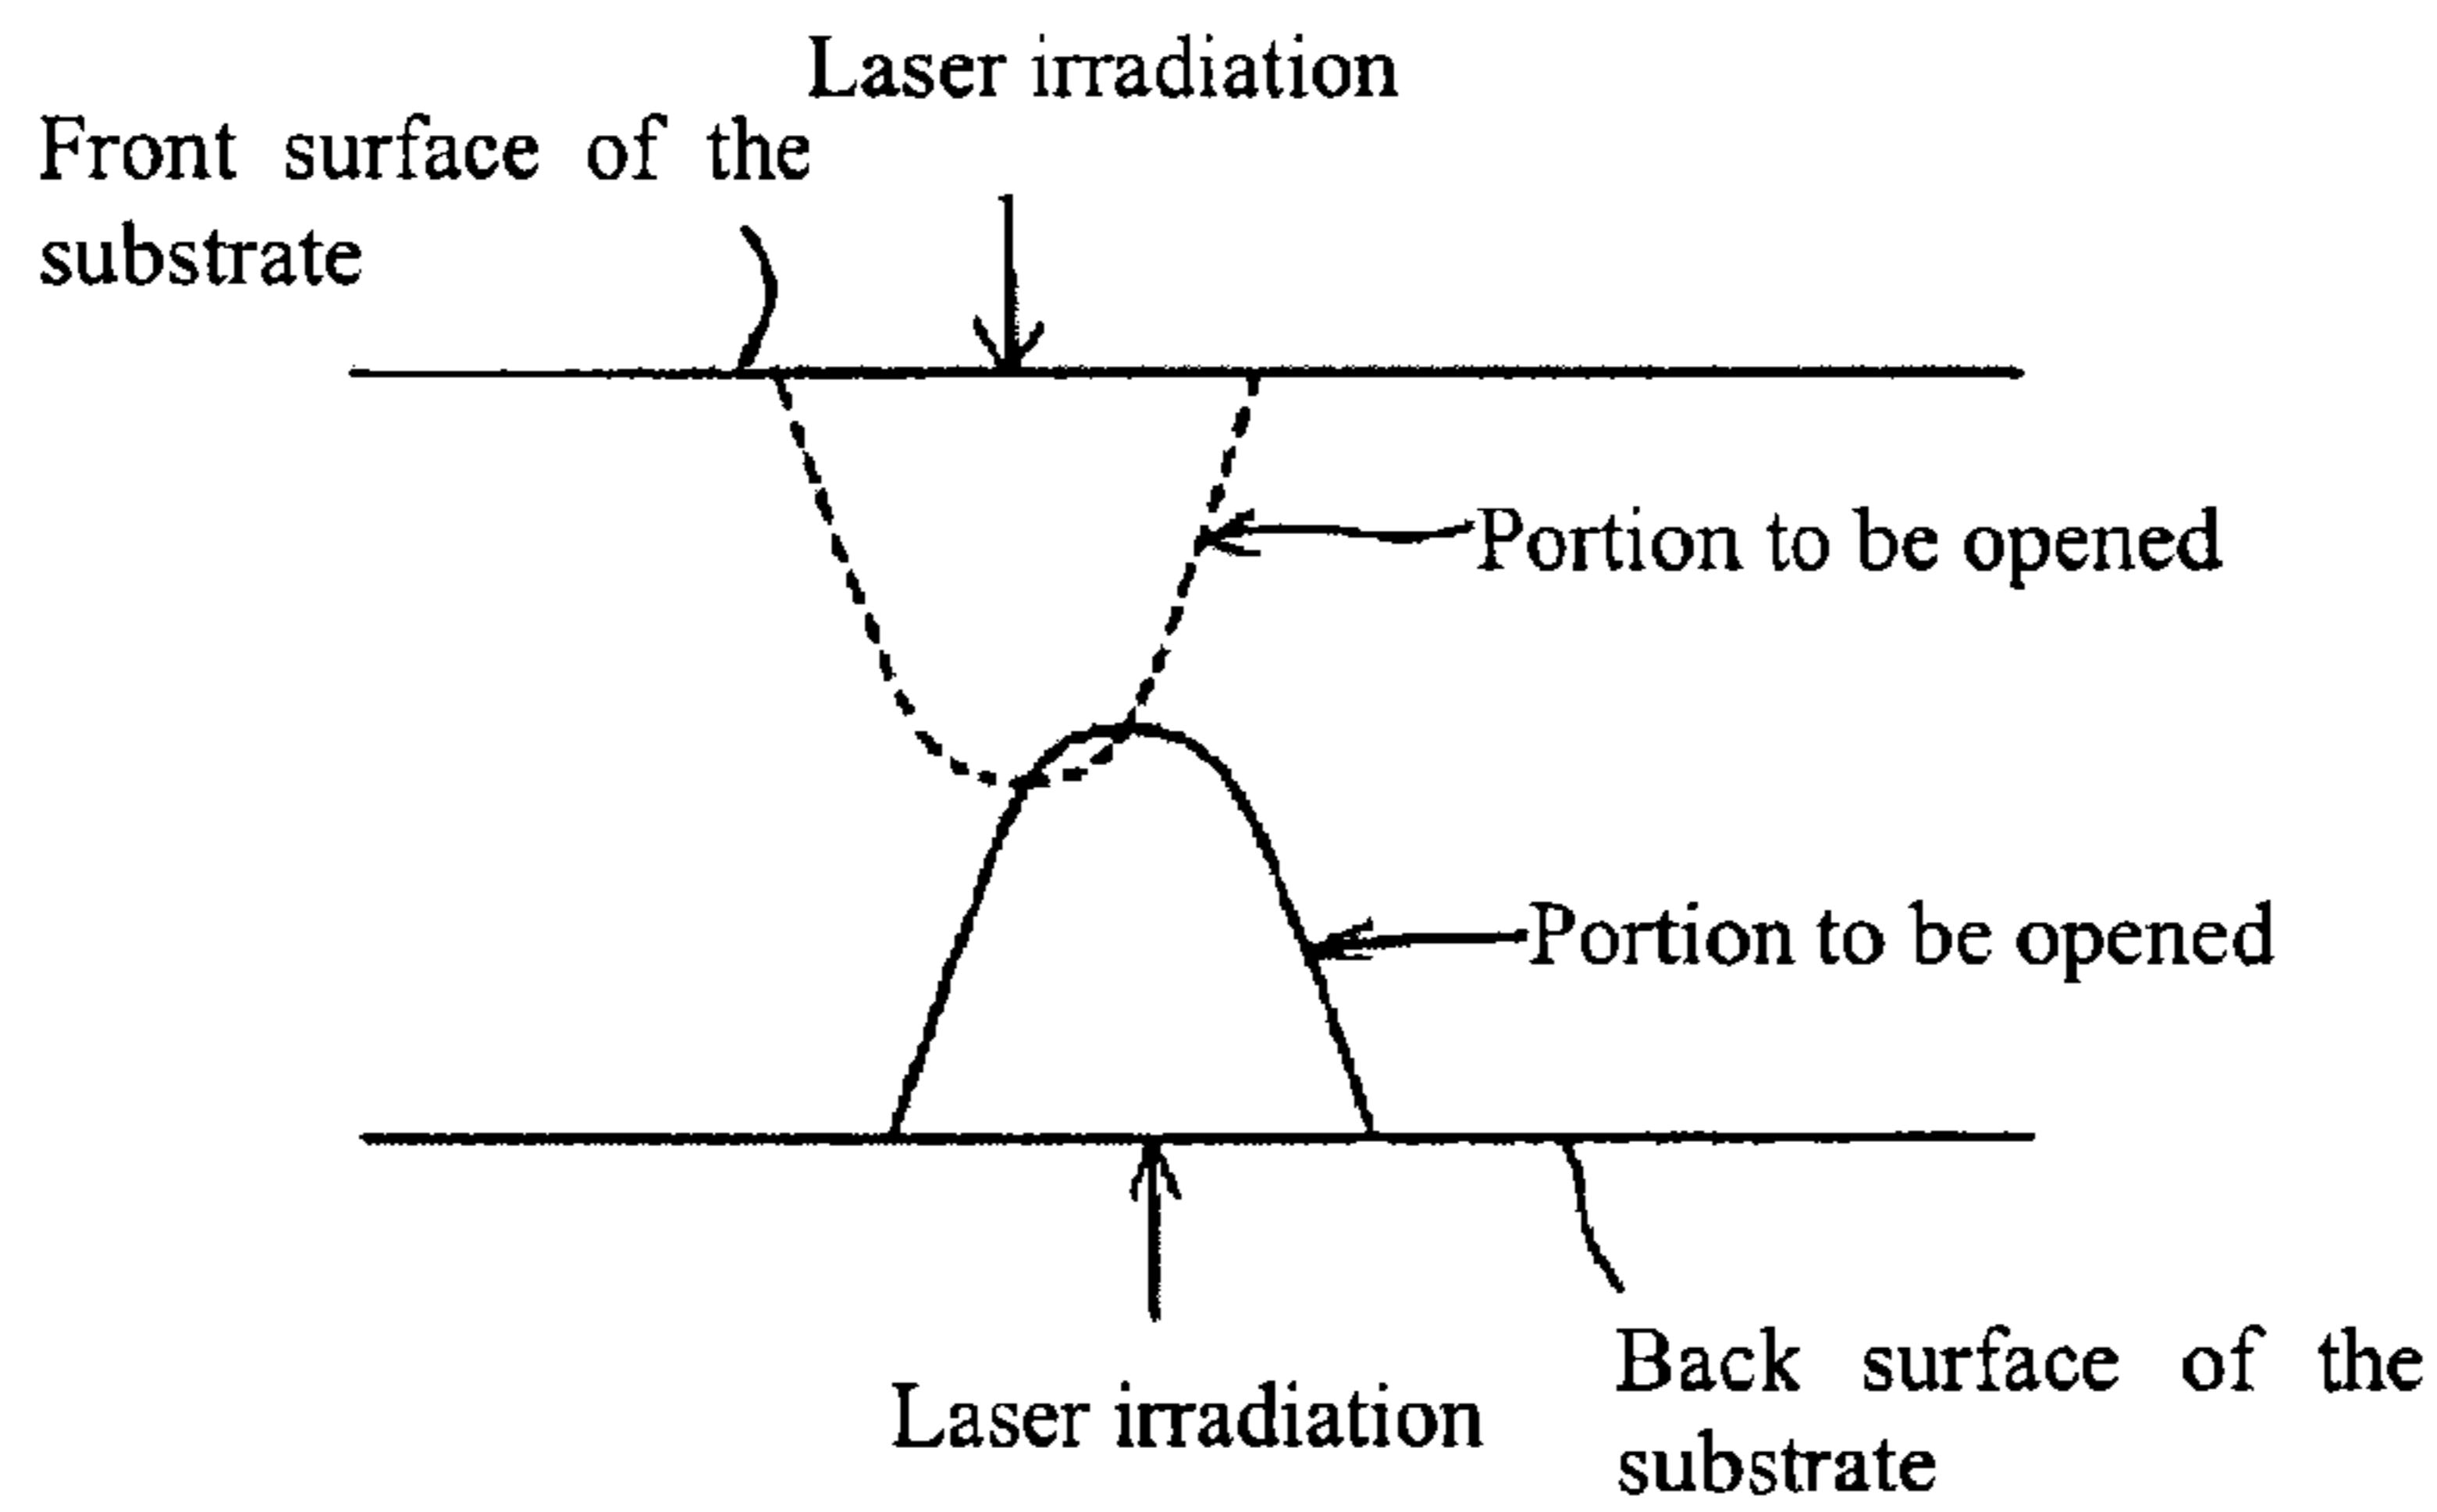 Laser irradiation
Front surface of the
substrate
Portion to be opened
Portion to be opened
Laser irradiation
Back surface of the
substrate